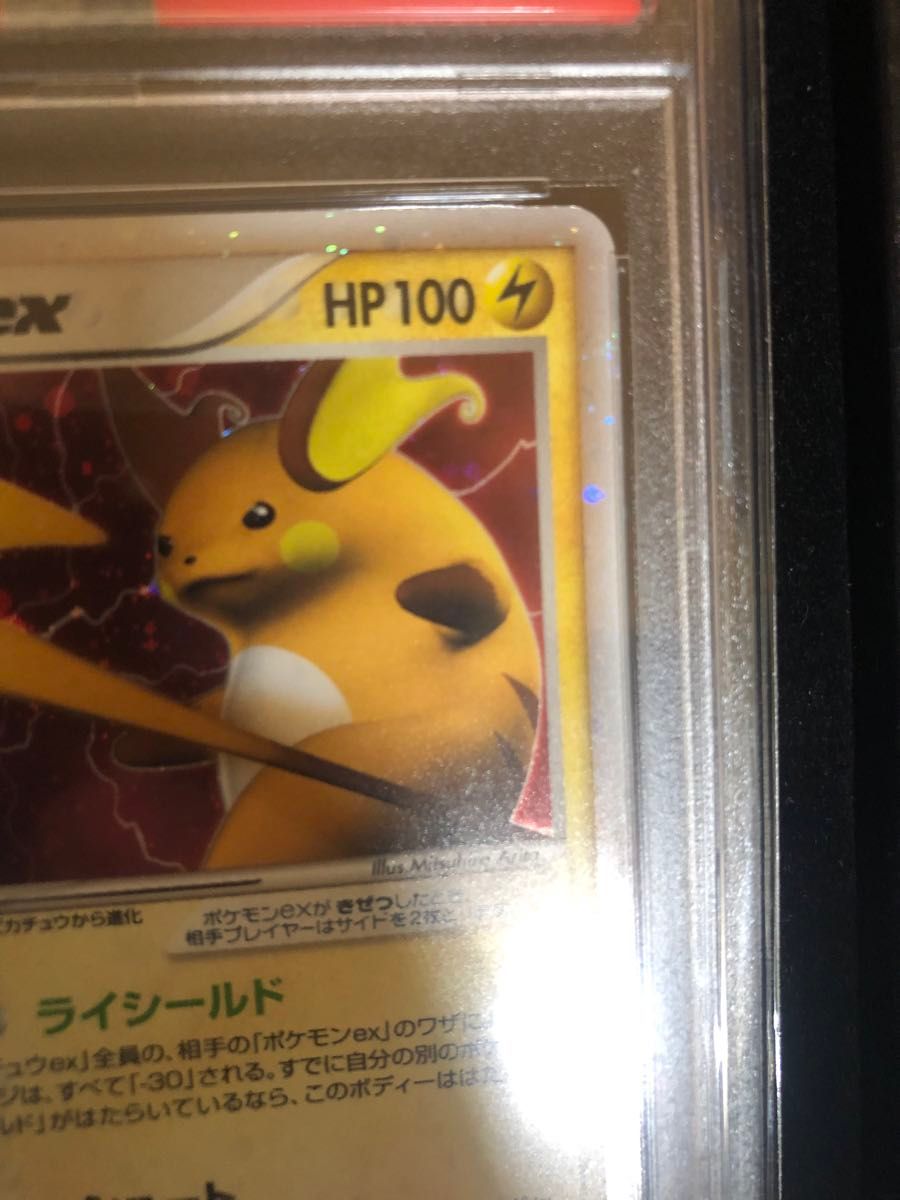 ex
HP100
Illus. Mitsuhiro Arita
カチュウから進化
ポケモンexが きぜつしたとき、
相手プレイヤーはサイドを2枚と
ライシールド
チュウex」全員の、相手の「ポケモンex」のワザに
ジは、すべて「-30」される。すでに自分の別のポケ
ルド」がはたらいているなら、このボディーははた